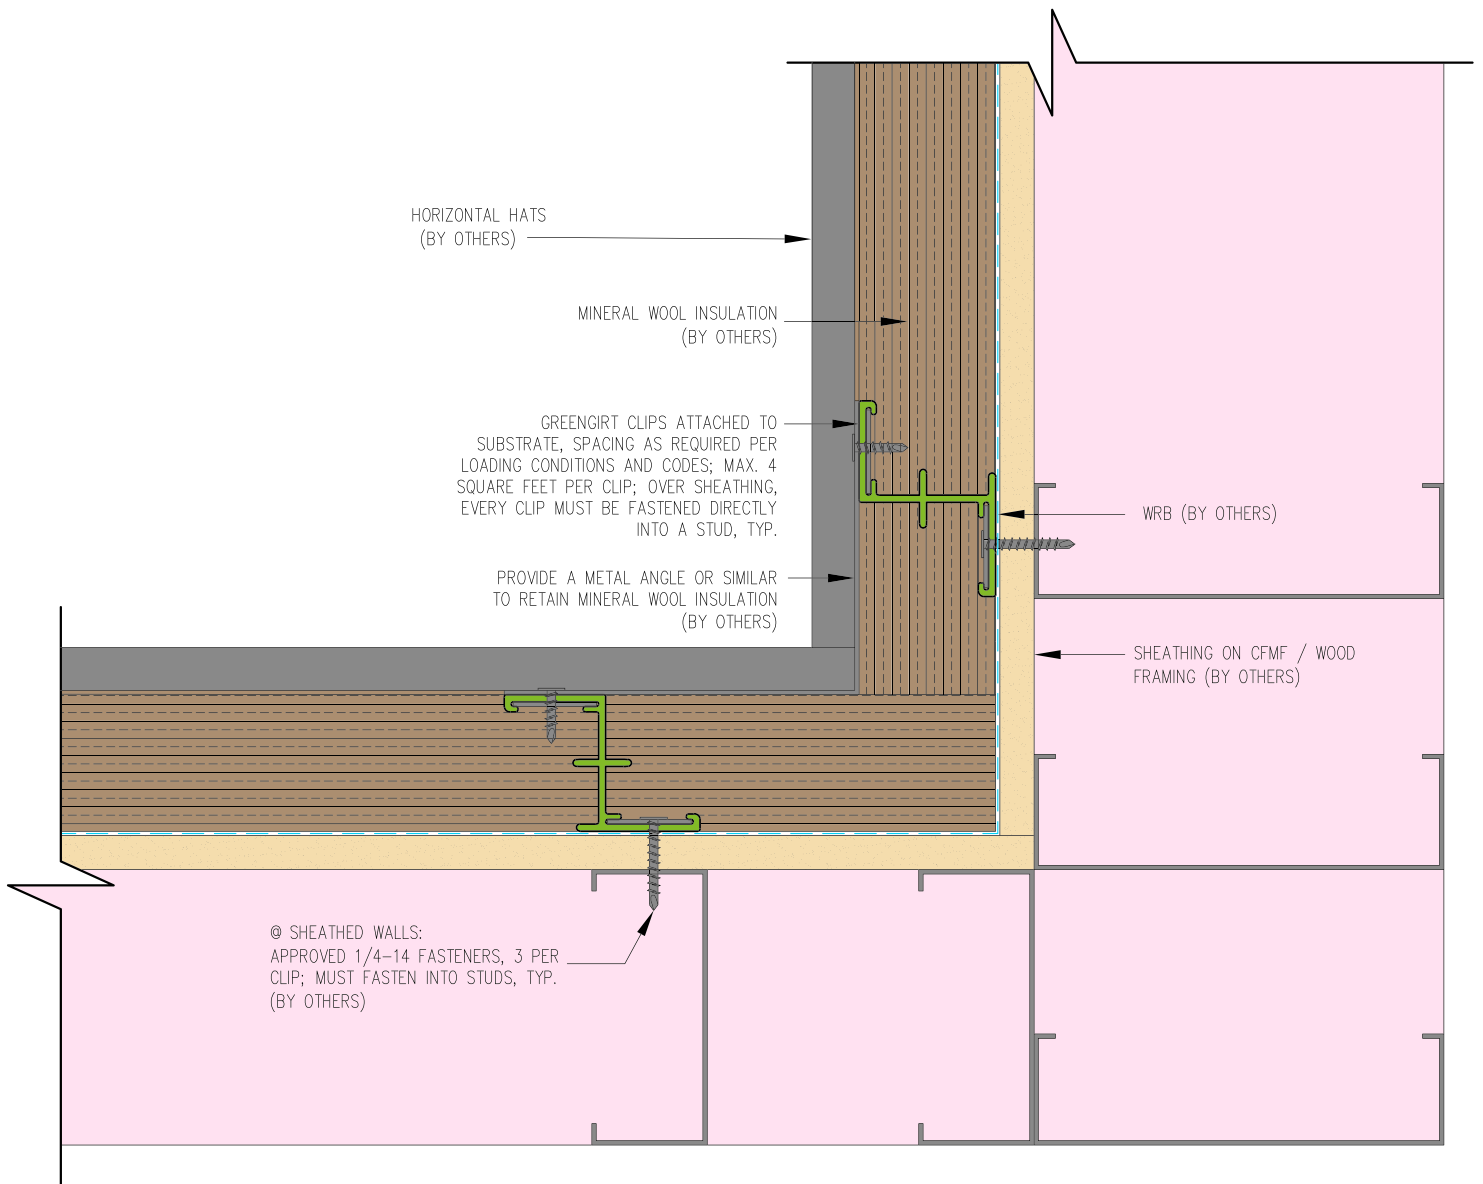 HORIZONTAL HATS
(BY OTHERS)
MINERAL WOOL INSULATION
(BY OTHERS)
GREENGIRT CLIPS ATTACHED TO
SUBSTRATE, SPACING AS REQUIRED PER
LOADING CONDITIONS AND CODES; MAX. 4
SQUARE FEET PER CLIP; OVER SHEATHING,
EVERY CLIP MUST BE FASTENED DIRECTLY
INTO A STUD, TYP.
WRB (BY OTHERS)
PROVIDE A METAL ANGLE OR SIMILAR
TO RETAIN MINERAL WOOL INSULATION
(BY OTHERS)
SHEATHING ON CFMF / WOOD
FRAMING (BY OTHERS)
@ SHEATHED WALLS:
APPROVED 1/4-14 FASTENERS, 3 PER
CLIP; MUST FASTEN INTO STUDS, TYP.
(BY OTHERS)